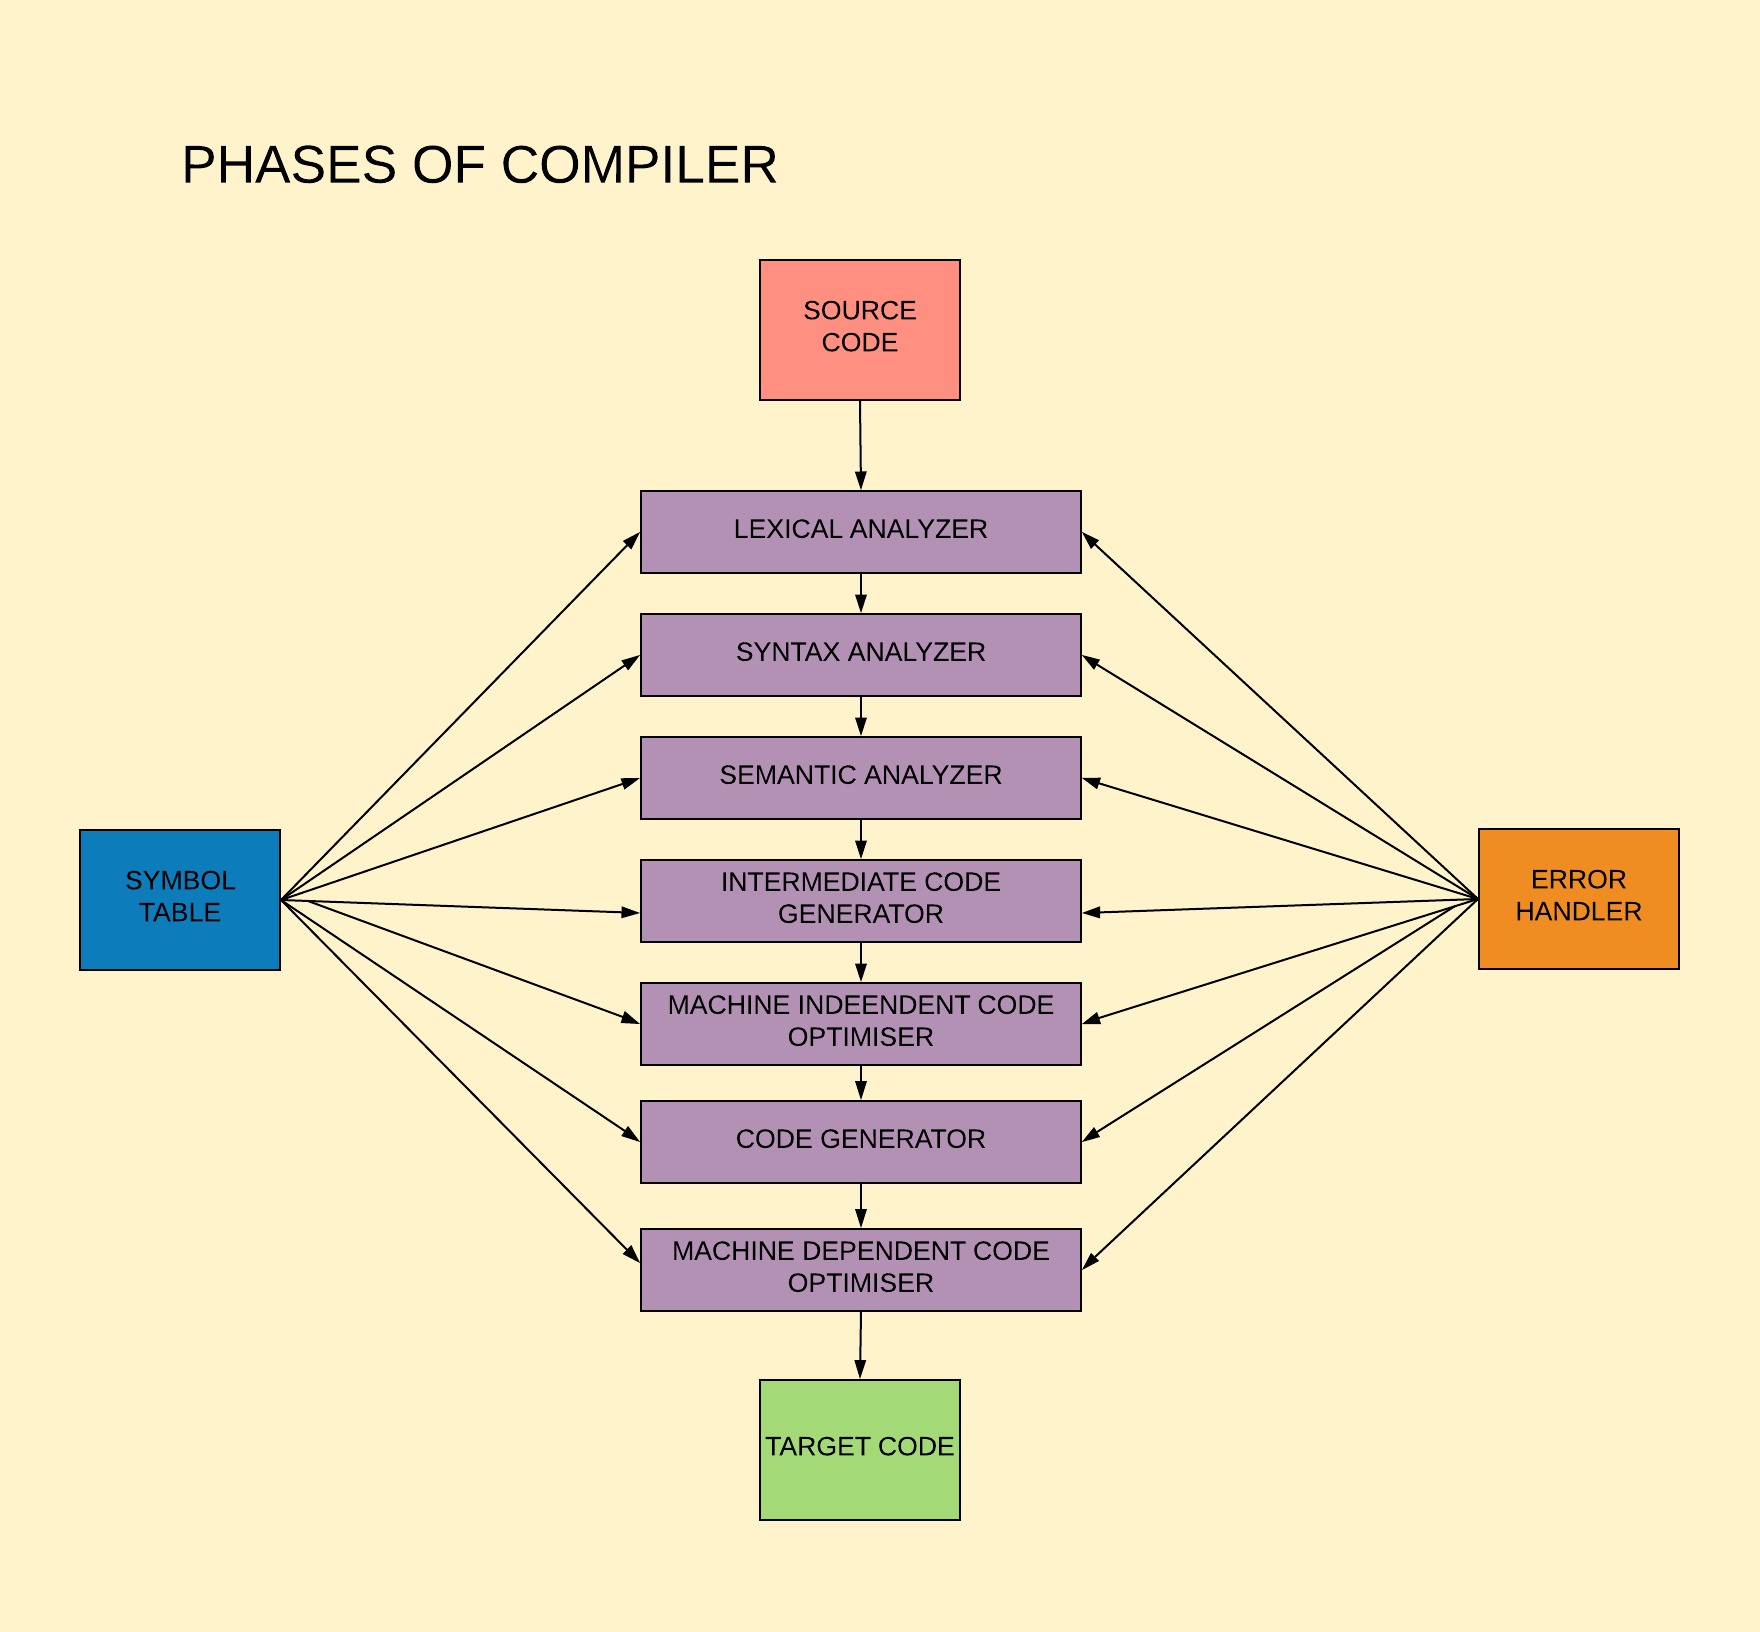 PHASES OF COMPILER
SOURCE
CODE
LEXICAL ANALYZER
SYNTAX ANALYZER
SEMANTIC ANALYZER
SYMBOL
TABLE
INTERMEDIATE CODE
GENERATOR
ERROR
HANDLER
MACHINE INDEENDENT CODE
OPTIMISER
CODE GENERATOR
MACHINE DEPENDENT CODE
OPTIMISER
TARGET CODE